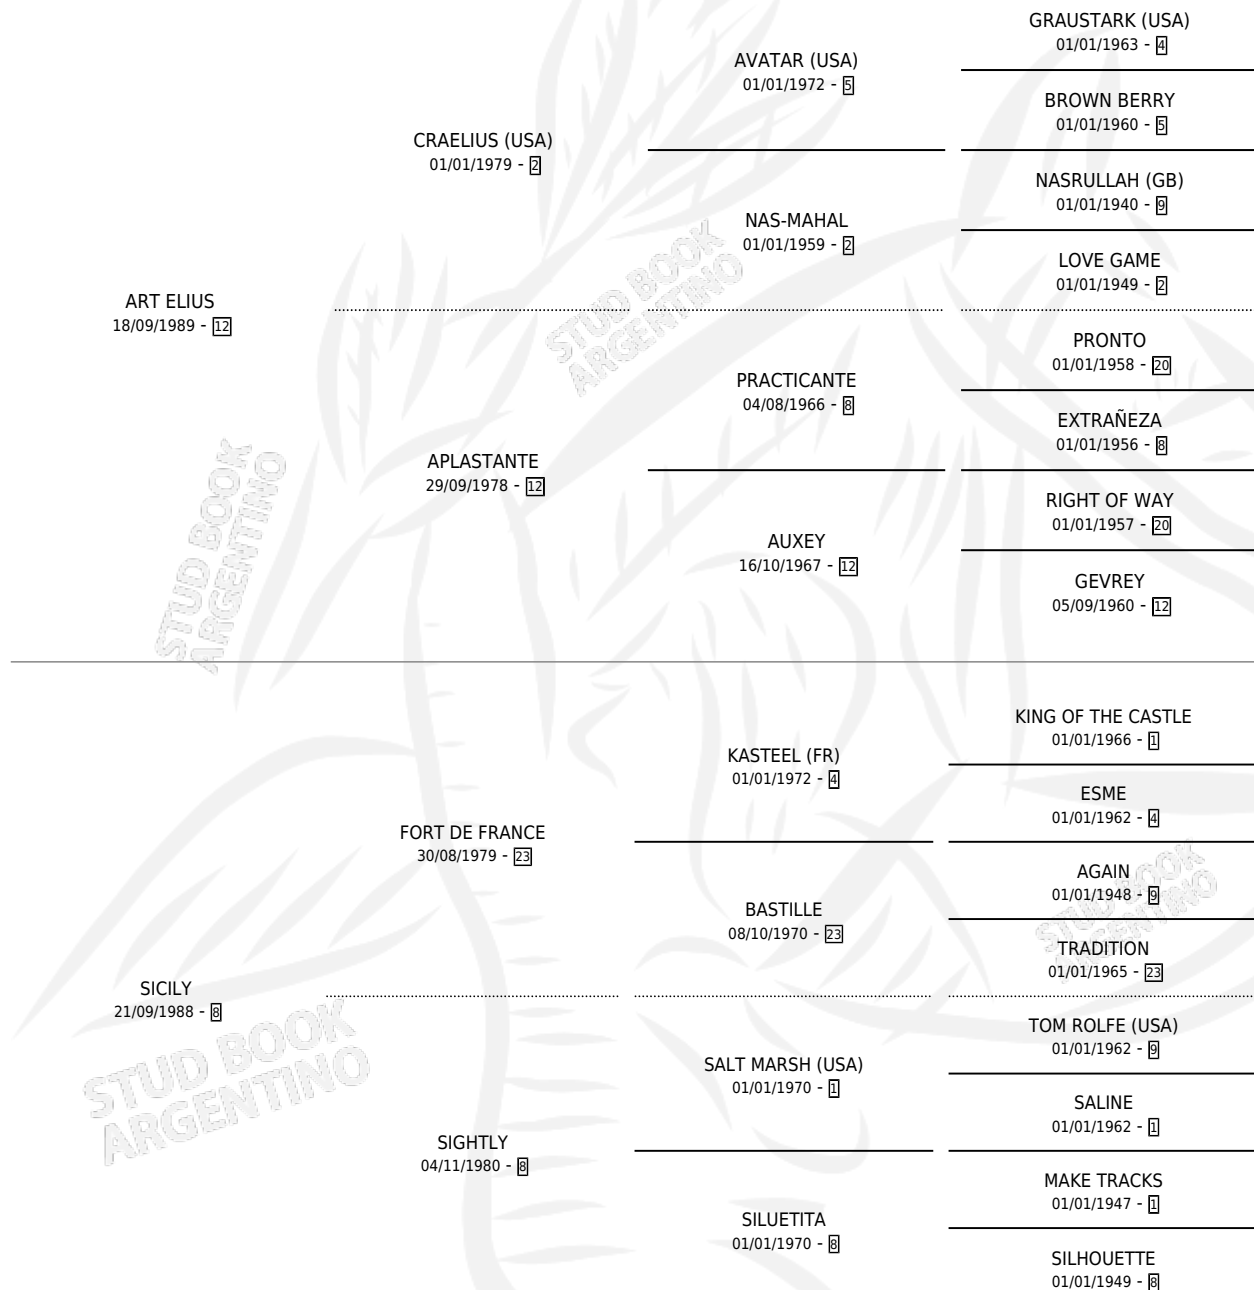 GRAUSTARK (USA)
01/01/1963 - 4
AVATAR (USA)
01/01/1972 - 5
BROWN BERRY
01/01/1960 - 5
CRAELIUS (USA)
01/01/1979 - 2
NASRULLAH (GB)
01/01/1940 - 9
NAS-MAHAL
01/01/1959 - 2
LOVE GAME
01/01/1949 - 2
ART ELIUS
18/09/1989 - 12
PRONTO
01/01/1958 - 20
PRACTICANTE
04/08/1966 - 8
EXTRAÑEZA
01/01/1956 - 8
APLASTANTE
29/09/1978 - 12
RIGHT OF WAY
01/01/1957 - 20
AUXEY
16/10/1967 - 12
GEVREY
05/09/1960 - 12
KING OF THE CASTLE
01/01/1966 - 1
KASTEEL (FR)
01/01/1972 - 4
ESME
01/01/1962 - 4
FORT DE FRANCE
30/08/1979 - 23
AGAIN
01/01/1948 - 9
BASTILLE
08/10/1970 - 23
TRADITION
01/01/1965 - 23
SICILY
21/09/1988 - 8
TOM ROLFE (USA)
01/01/1962 - 9
SALT MARSH (USA)
01/01/1970 - 1
SALINE
01/01/1962 - 1
SIGHTLY
04/11/1980 - 8
MAKE TRACKS
01/01/1947 - 1
SILUETITA
01/01/1970 - 8
SILHOUETTE
01/01/1949 - 8
STUD BOOK
ARGENTINO
STUD BOOK
ARGENTINO
STUD BOOK
ARGENTINO
STUD BOOK
ARGENTINO